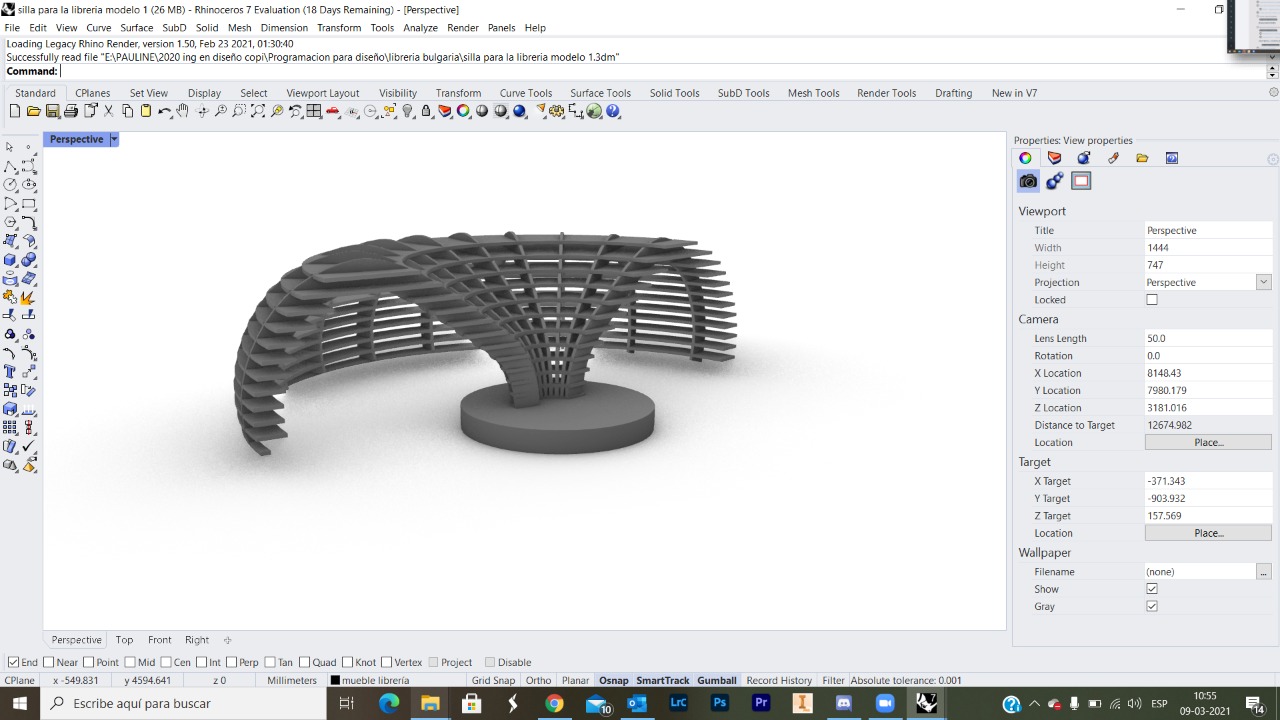 silla para la librería modelo 1 (26 MB) - Rhinoceros 7 Evaluation (18 Days Remaining) - [Perspective]
File Edit View Curve Surface SubD Solid Mesh Dimension Transform Tools Analyze Render Panels Help
Loading Legacy Rhino Render, version 1.50, Feb 23 2021, 01:30:40
Successfully read file "E:\PAULINE\2020 ing en diseño copi\Programacion para diseño\libreria bulgaria\silla para la librería modelo 1.3dm"
Command:
Standard CPlanes Set View Display Select Viewport Layout Visibility Transform Curve Tools Surface Tools Solid Tools SubD Tools Mesh Tools Render Tools Drafting New in V7
Perspective
Properties: View properties
Viewport
Title Perspective
Width 1444
Height 747
Projection Perspective
Locked
Camera
Lens Length 50.0
Rotation 0.0
X Location 8148.43
Y Location 7980.179
Z Location 3181.016
Distance to Target 12674.982
Location Place...
Target
X Target -371.343
Y Target -903.932
Z Target 157.569
Location Place...
Wallpaper
Filename (none) ...
Show
Gray
Perspective Top Front Right
End Near Point Mid Cen Int Perp Tan Quad Knot Vertex Project Disable
CPlane x -549.831 y 4594.641 z 0 Millimeters mueble librería Grid Snap Ortho Planar Osnap SmartTrack Gumball Record History Filter Absolute tolerance: 0.001
Escribe aquí para buscar 10 LrC Ps Pr I 7 ESP 10:55
09-03-2021 4